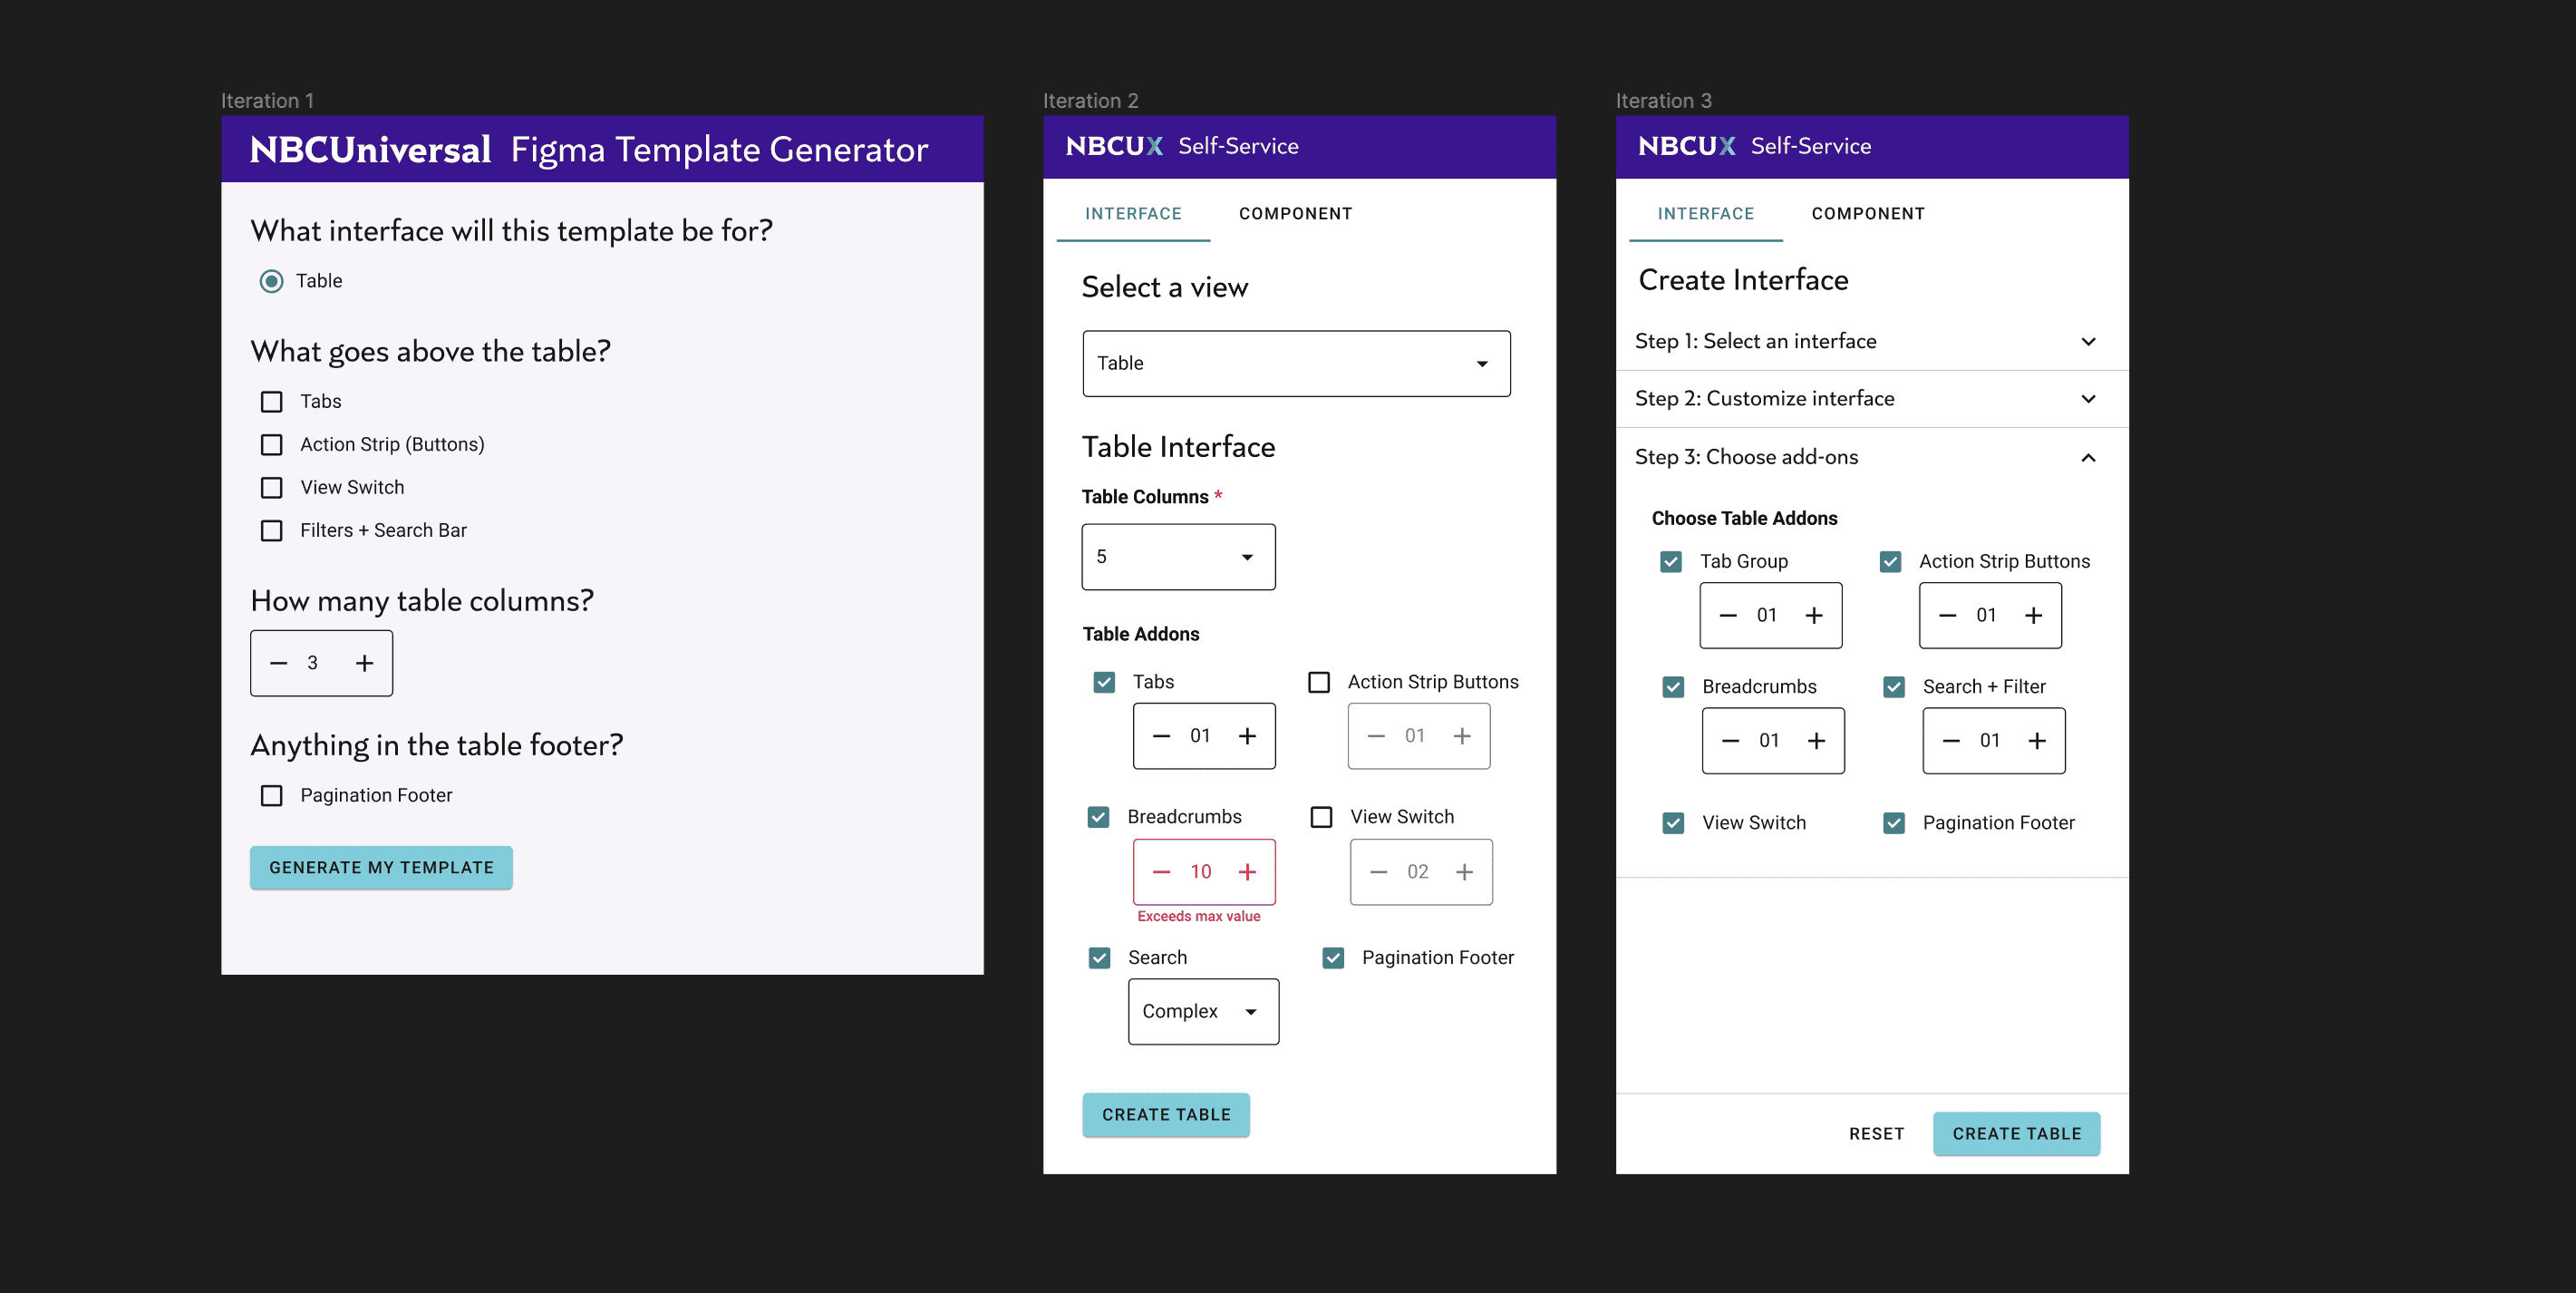 Iteration 1
NBCUniversal Figma Template Generator
What interface will this template be for?
Table
What goes above the table?
Tabs
Action Strip (Buttons)
View Switch
Filters + Search Bar
How many table columns?
3
Anything in the table footer?
Pagination Footer
GENERATE MY TEMPLATE
Iteration 2
NBCUX Self-Service
INTERFACE COMPONENT
Select a view
Table
Table Interface
Table Columns *
5
Table Addons
Tabs Action Strip Buttons
01 01
Breadcrumbs View Switch
10 02
Exceeds max value
Search Pagination Footer
Complex
CREATE TABLE
Iteration 3
NBCUX Self-Service
INTERFACE COMPONENT
Create Interface
Step 1: Select an interface
Step 2: Customize interface
Step 3: Choose add-ons
Choose Table Addons
Tab Group Action Strip Buttons
01 01
Breadcrumbs Search + Filter
01 01
View Switch Pagination Footer
RESET CREATE TABLE